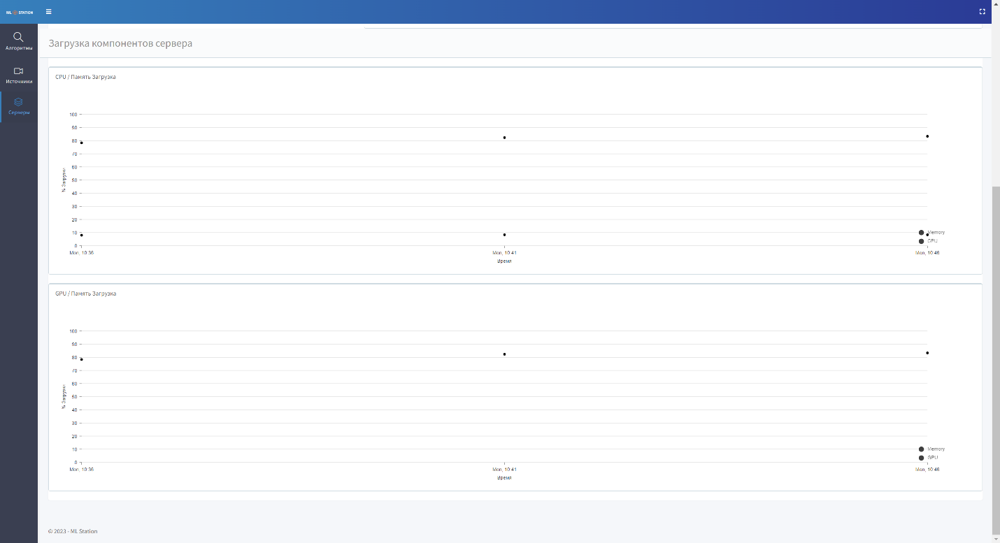 ML STATION
Алгоритмы
Источники
Серверы
Загрузка компонентов сервера
CPU / Память Загрузка
100
90
80
70
60
50
40
30
20
10
0
% Загрузки
Mon, 10:36
Mon, 10:41
Mon, 10:46
Время
Memory
GPU
GPU / Память Загрузка
100
90
80
70
60
50
40
30
20
10
0
% Загрузки
Mon, 10:36
Mon, 10:41
Mon, 10:46
Время
Memory
GPU
© 2023 - ML Station